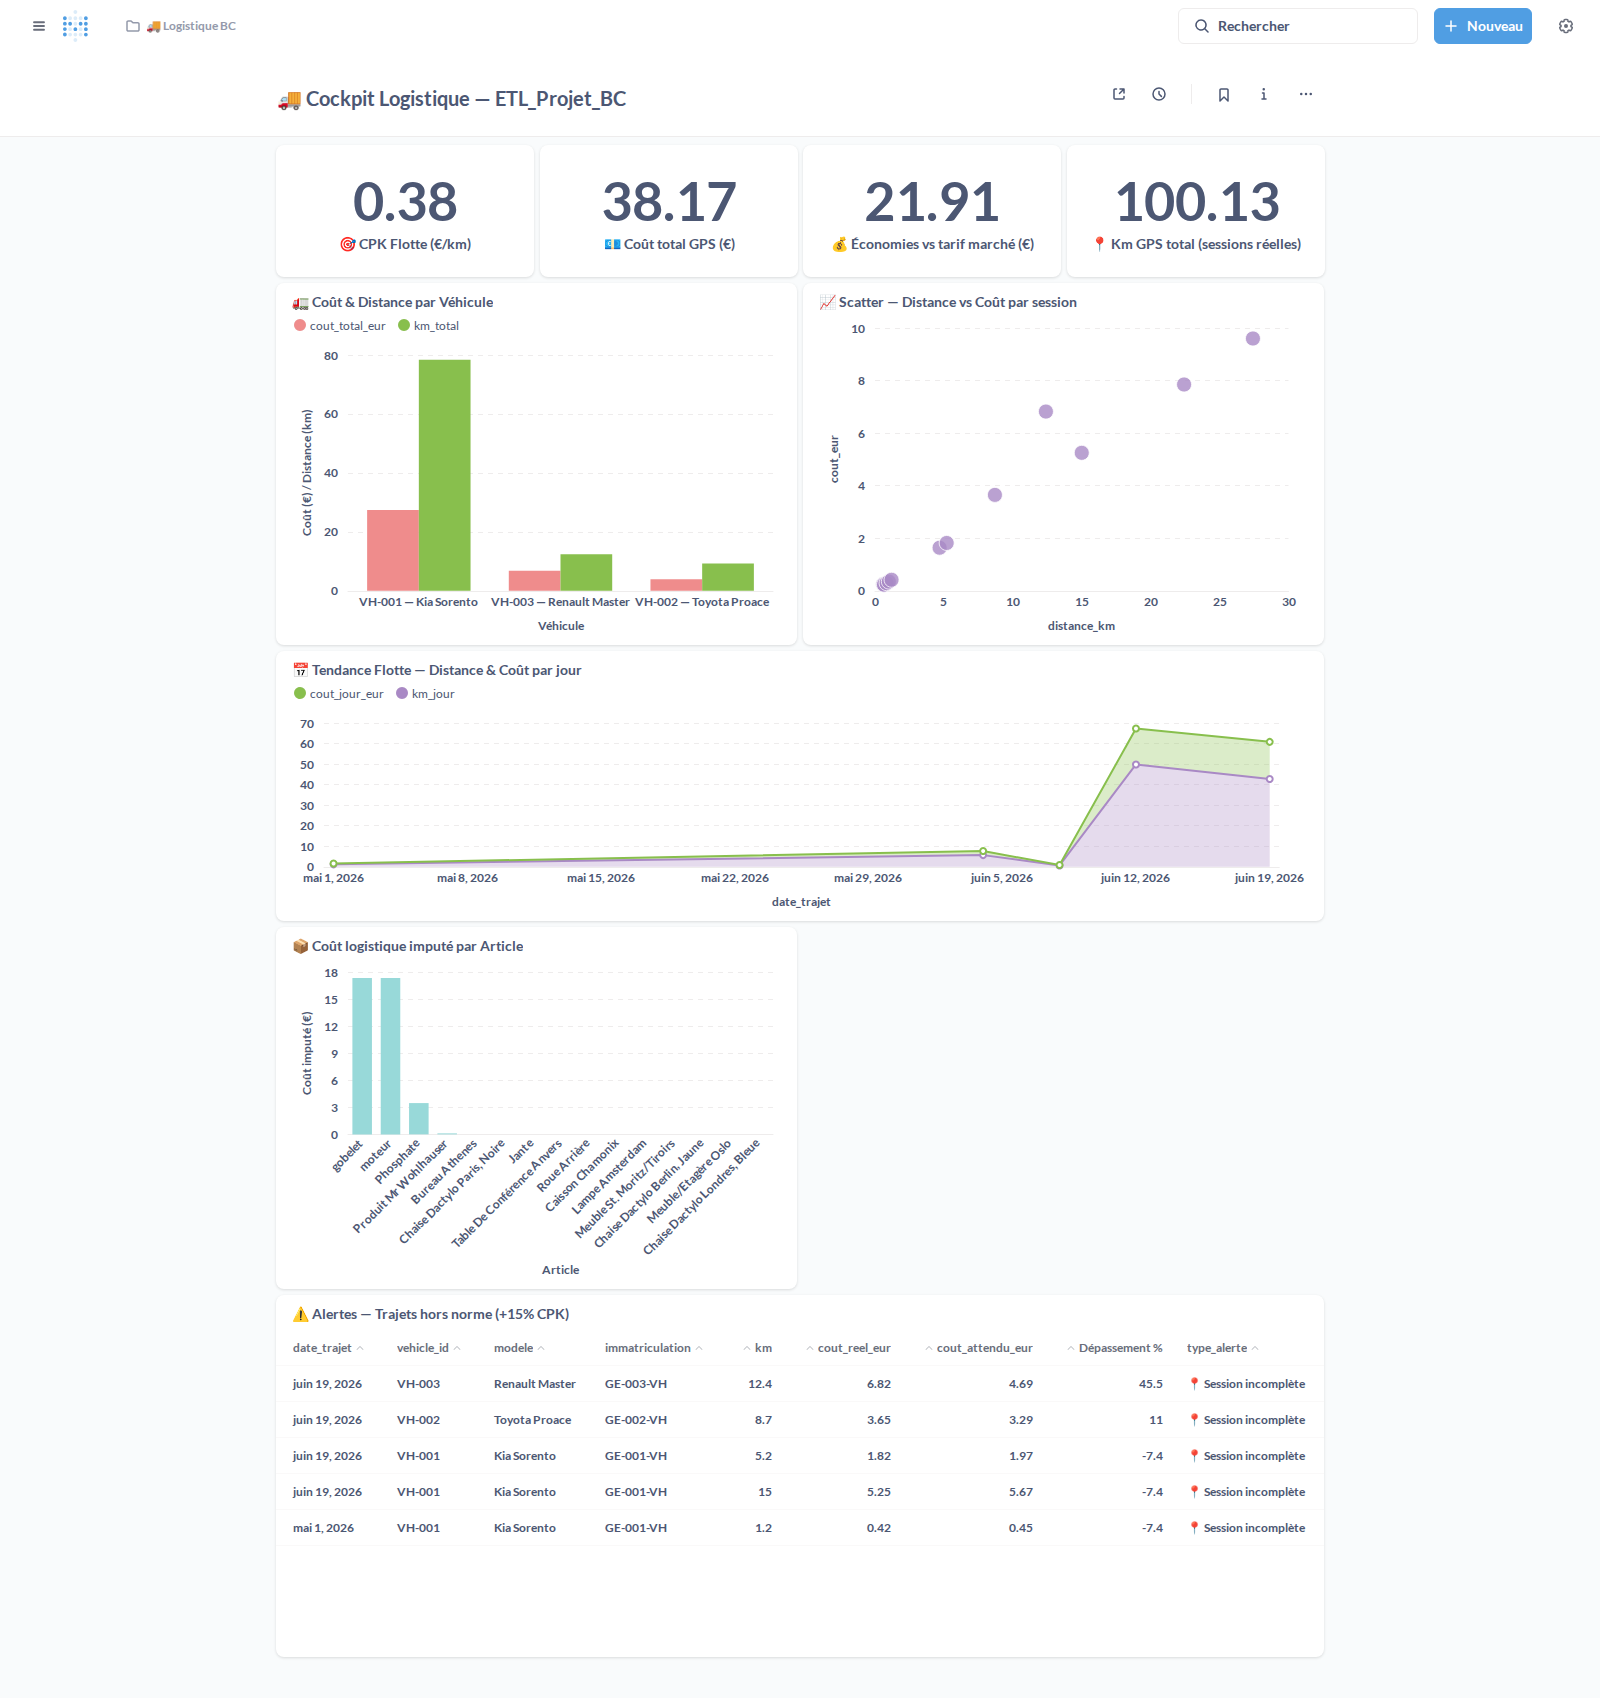 🚚 Logistique BC
Rechercher
+ Nouveau
🚚 Cockpit Logistique — ETL_Projet_BC
0.38
🎯 CPK Flotte (€/km)
38.17
💶 Coût total GPS (€)
21.91
💰 Économies vs tarif marché (€)
100.13
📍 Km GPS total (sessions réelles)
🚛 Coût & Distance par Véhicule
cout_total_eur km_total
Coût (€) / Distance (km)
80
60
40
20
0
VH-001 — Kia Sorento VH-003 — Renault Master VH-002 — Toyota Proace
Véhicule
📈 Scatter — Distance vs Coût par session
cout_eur
10
8
6
4
2
0
0 5 10 15 20 25 30
distance_km
📅 Tendance Flotte — Distance & Coût par jour
cout_jour_eur km_jour
70
60
50
40
30
20
10
0
mai 1, 2026 mai 8, 2026 mai 15, 2026 mai 22, 2026 mai 29, 2026 juin 5, 2026 juin 12, 2026 juin 19, 2026
date_trajet
📦 Coût logistique imputé par Article
Coût imputé (€)
18
15
12
9
6
3
0
gobelet
moteur
Phosphate
Produit Mr Wohlhauser
Bureau Athenes
Chaise Dactylo Paris, Noire
Jante
Table De Conférence Anvers
Roue Arrière
Caisson Chamonix
Lampe Amsterdam
Meuble St. Moritz/Tiroirs
Chaise Dactylo Berlin, Jaune
Meuble/Etagère Oslo
Chaise Dactylo Londres, Bleue
Article
⚠️ Alertes — Trajets hors norme (+15% CPK)
date_trajet vehicle_id modele immatriculation km cout_reel_eur cout_attendu_eur Dépassement % type_alerte
juin 19, 2026 VH-003 Renault Master GE-003-VH 12.4 6.82 4.69 45.5 📍 Session incomplète
juin 19, 2026 VH-002 Toyota Proace GE-002-VH 8.7 3.65 3.29 11 📍 Session incomplète
juin 19, 2026 VH-001 Kia Sorento GE-001-VH 5.2 1.82 1.97 -7.4 📍 Session incomplète
juin 19, 2026 VH-001 Kia Sorento GE-001-VH 15 5.25 5.67 -7.4 📍 Session incomplète
mai 1, 2026 VH-001 Kia Sorento GE-001-VH 1.2 0.42 0.45 -7.4 📍 Session incomplète